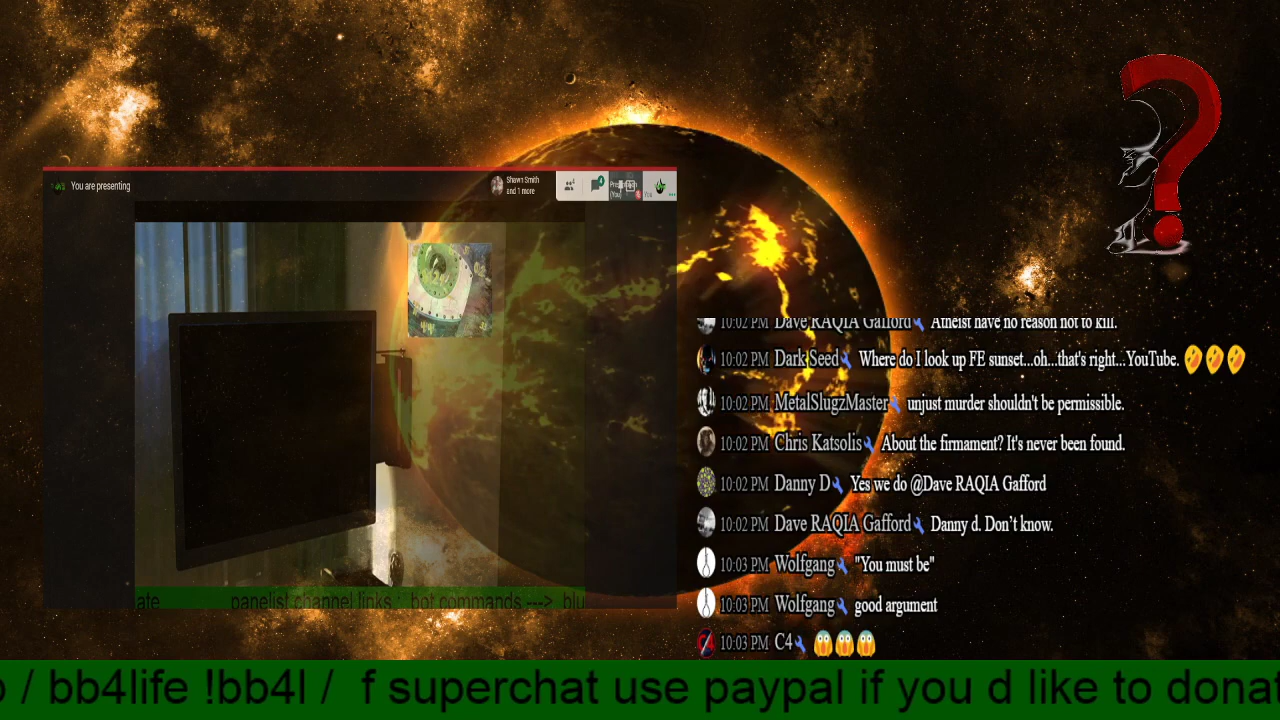 You are presenting
Shawn Smith
and 1 more
You
10:02 PM Dave RAQIA Gafford Atheist have no reason not to kill.
10:02 PM Dark Seed Where do I look up FE sunset...oh...that's right...YouTube.
10:02 PM MetalSlugzMaster unjust murder shouldn't be permissible.
10:02 PM Chris Katsolis About the firmament? It's never been found.
10:02 PM Danny D Yes we do @Dave RAQIA Gafford
10:02 PM Dave RAQIA Gafford Danny d. Don't know.
10:03 PM Wolfgang "You must be"
10:03 PM Wolfgang good argument
10:03 PM C4
ate panelist channel links : bot commands ---> blu
/ bb4life !bb4l / f superchat use paypal if you d like to donat